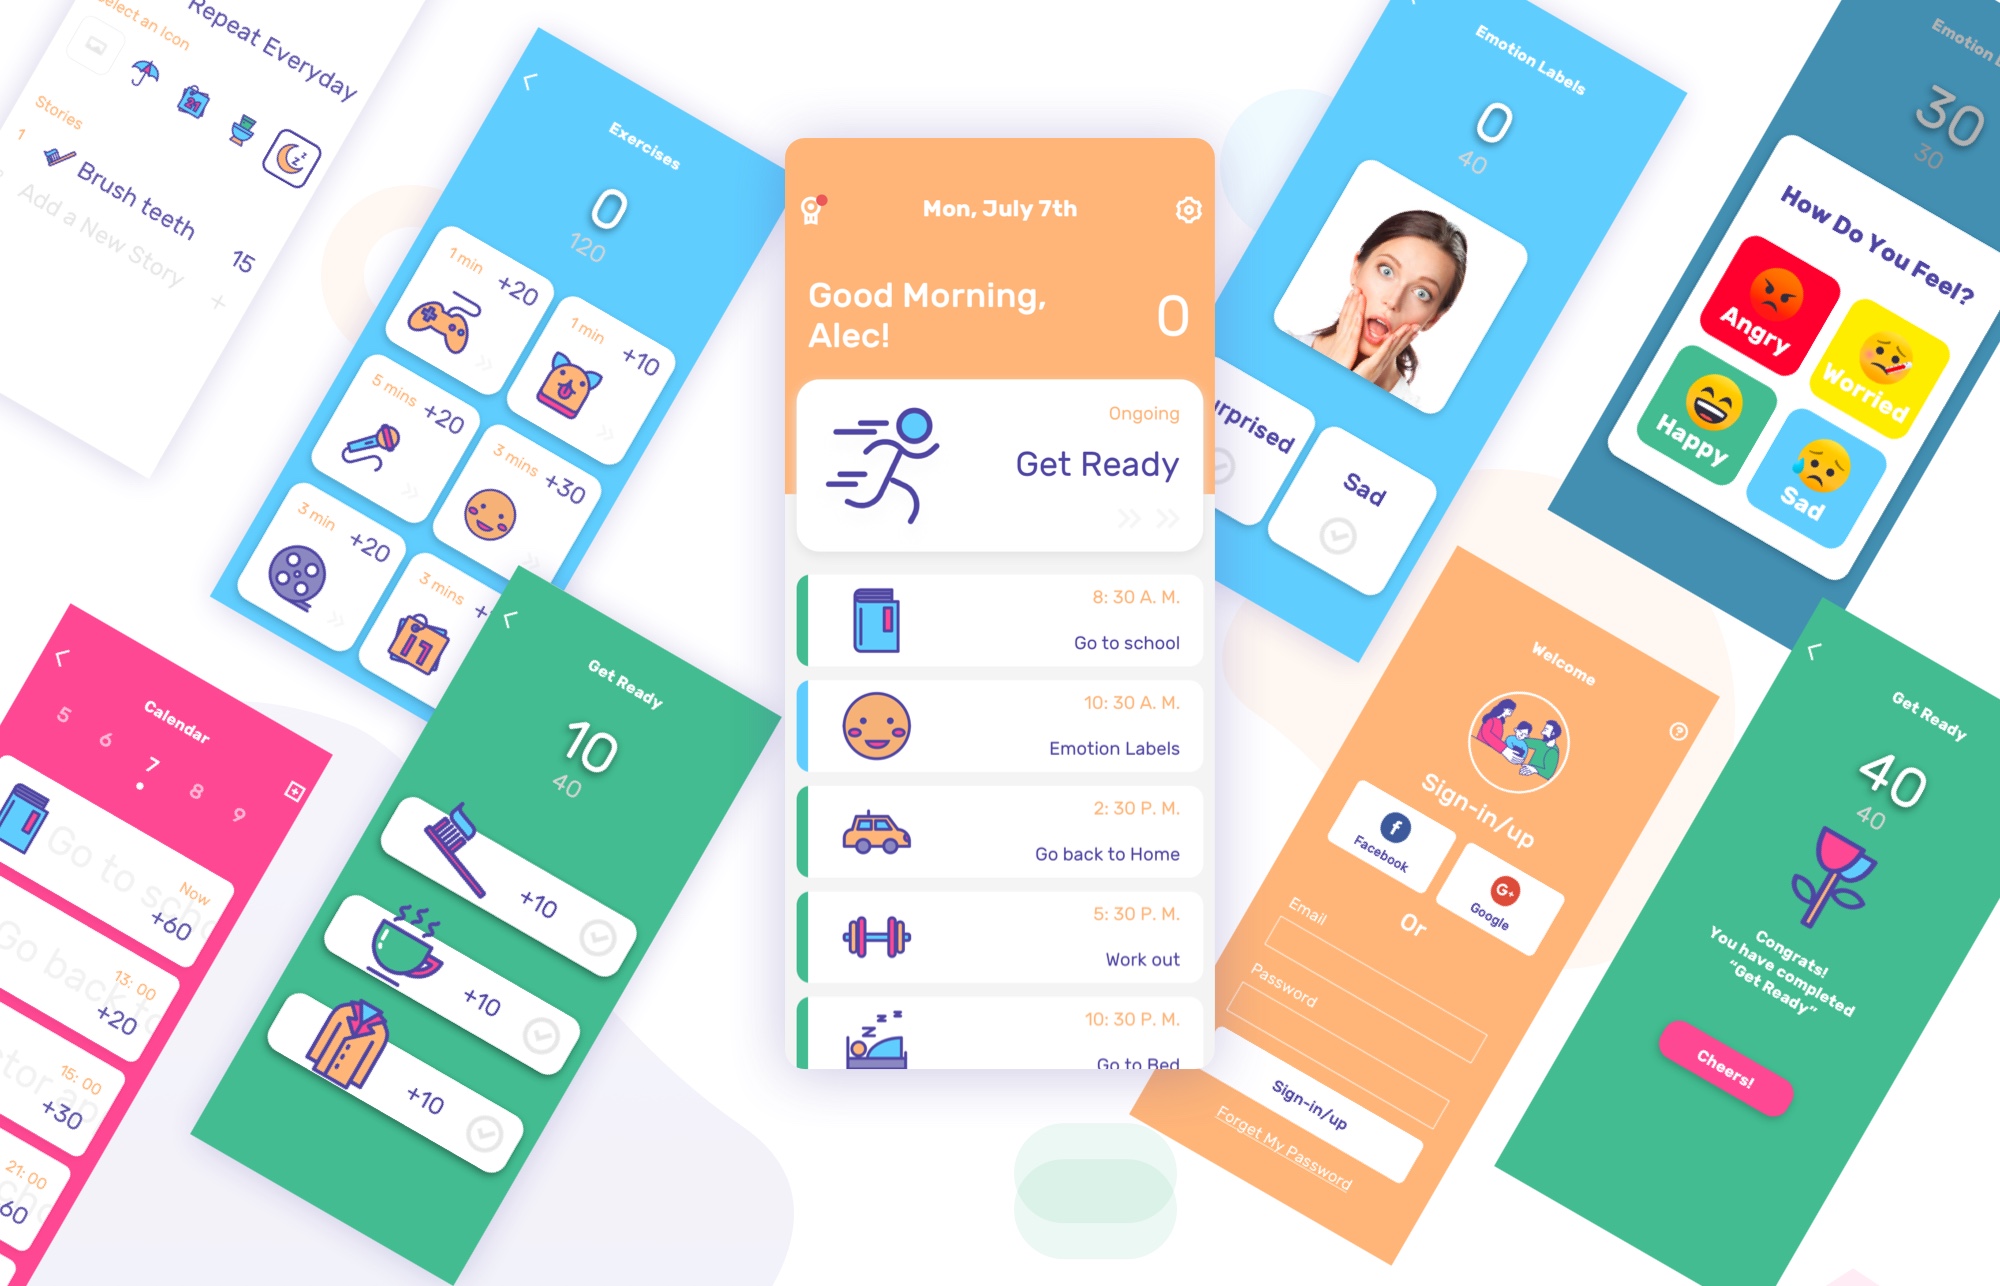 Select an Icon
Repeat Everyday
21
Stories
1
Brush teeth
15
Add a New Story
+
Exercises
0
120
1 min
+20
1 min
+10
5 mins
+20
3 mins
+30
3 min
+20
3 mins
17
Calendar
5
6
7
8
9
Go to
Now
+60
Go back to
13: 00
+20
15: 00
+30
21: 00
60
Get Ready
10
40
+10
+10
+10
Mon, July 7th
Good Morning,
Alec!
0
Ongoing
Get Ready
8: 30 A. M.
Go to school
10: 30 A. M.
Emotion Labels
2: 30 P. M.
Go back to Home
5: 30 P. M.
Work out
10: 30 P. M.
Go to Bed
Emotion Labels
0
40
urprised
Sad
Emotion
30
30
How Do You Feel?
Angry
Worried
Happy
Sad
Welcome
?
Sign-in/up
f
Facebook
G+
Google
Or
Email
Password
Sign-in/up
Forget My Password
Get Ready
40
40
Congrats!
You have completed
“Get Ready”
Cheers!